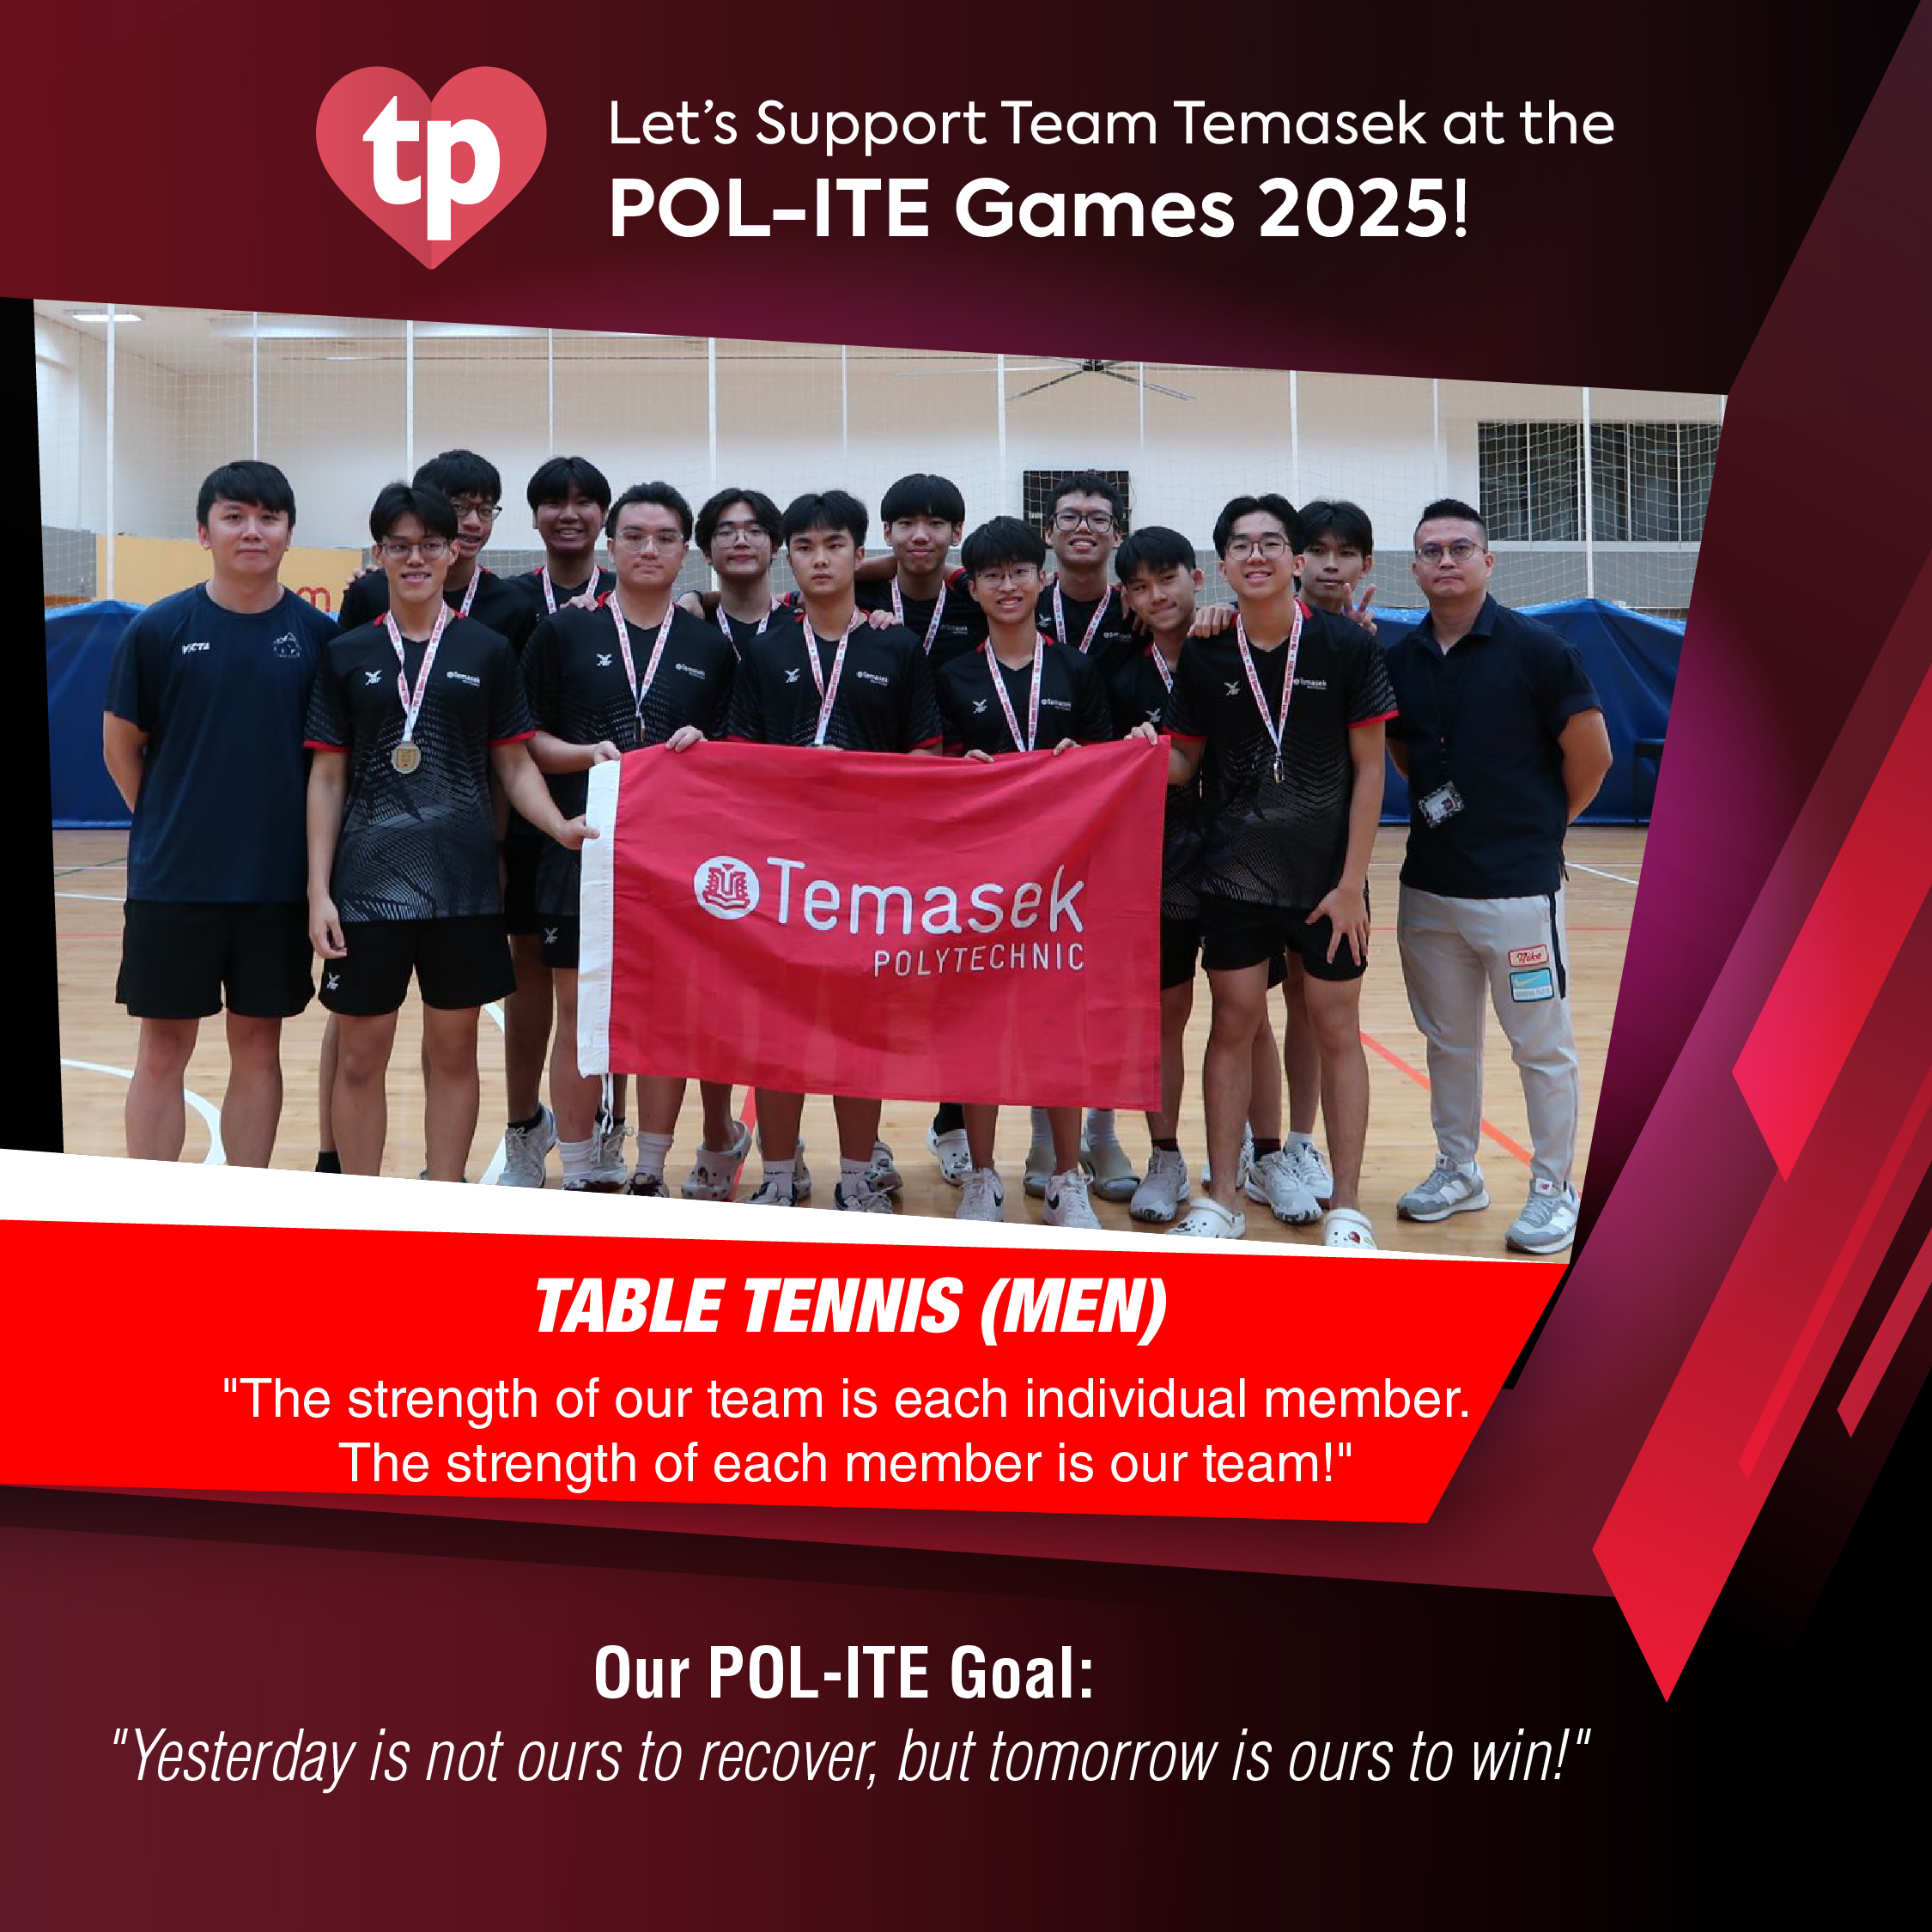 tp
Let's Support Team Temasek at the
POL-ITE Games 2025!
Temasek
POLYTECHNIC
TABLE TENNIS (MEN)
"The strength of our team is each individual member.
The strength of each member is our team!"
Our POL-ITE Goal:
"Yesterday is not ours to recover, but tomorrow is ours to win!"